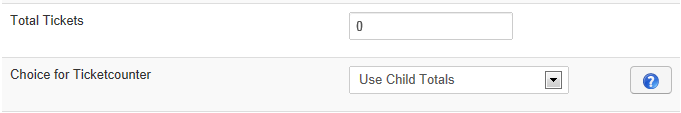 Total Tickets
0
Choice for Ticketcounter
Use Child Totals
?